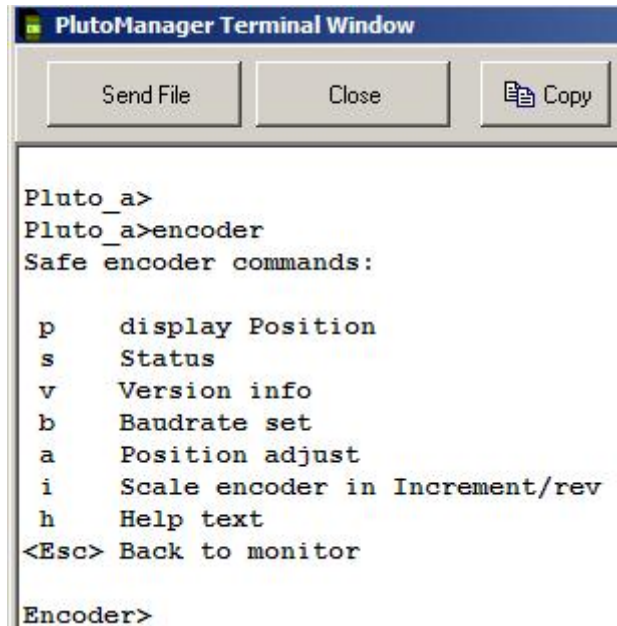 PlutoManager Terminal Window
Send File Close Copy
Pluto_a>
Pluto_a>encoder
Safe encoder commands:
p display Position
s Status
v Version info
b Baudrate set
a Position adjust
i Scale encoder in Increment/rev
h Help text
<Esc> Back to monitor
Encoder>